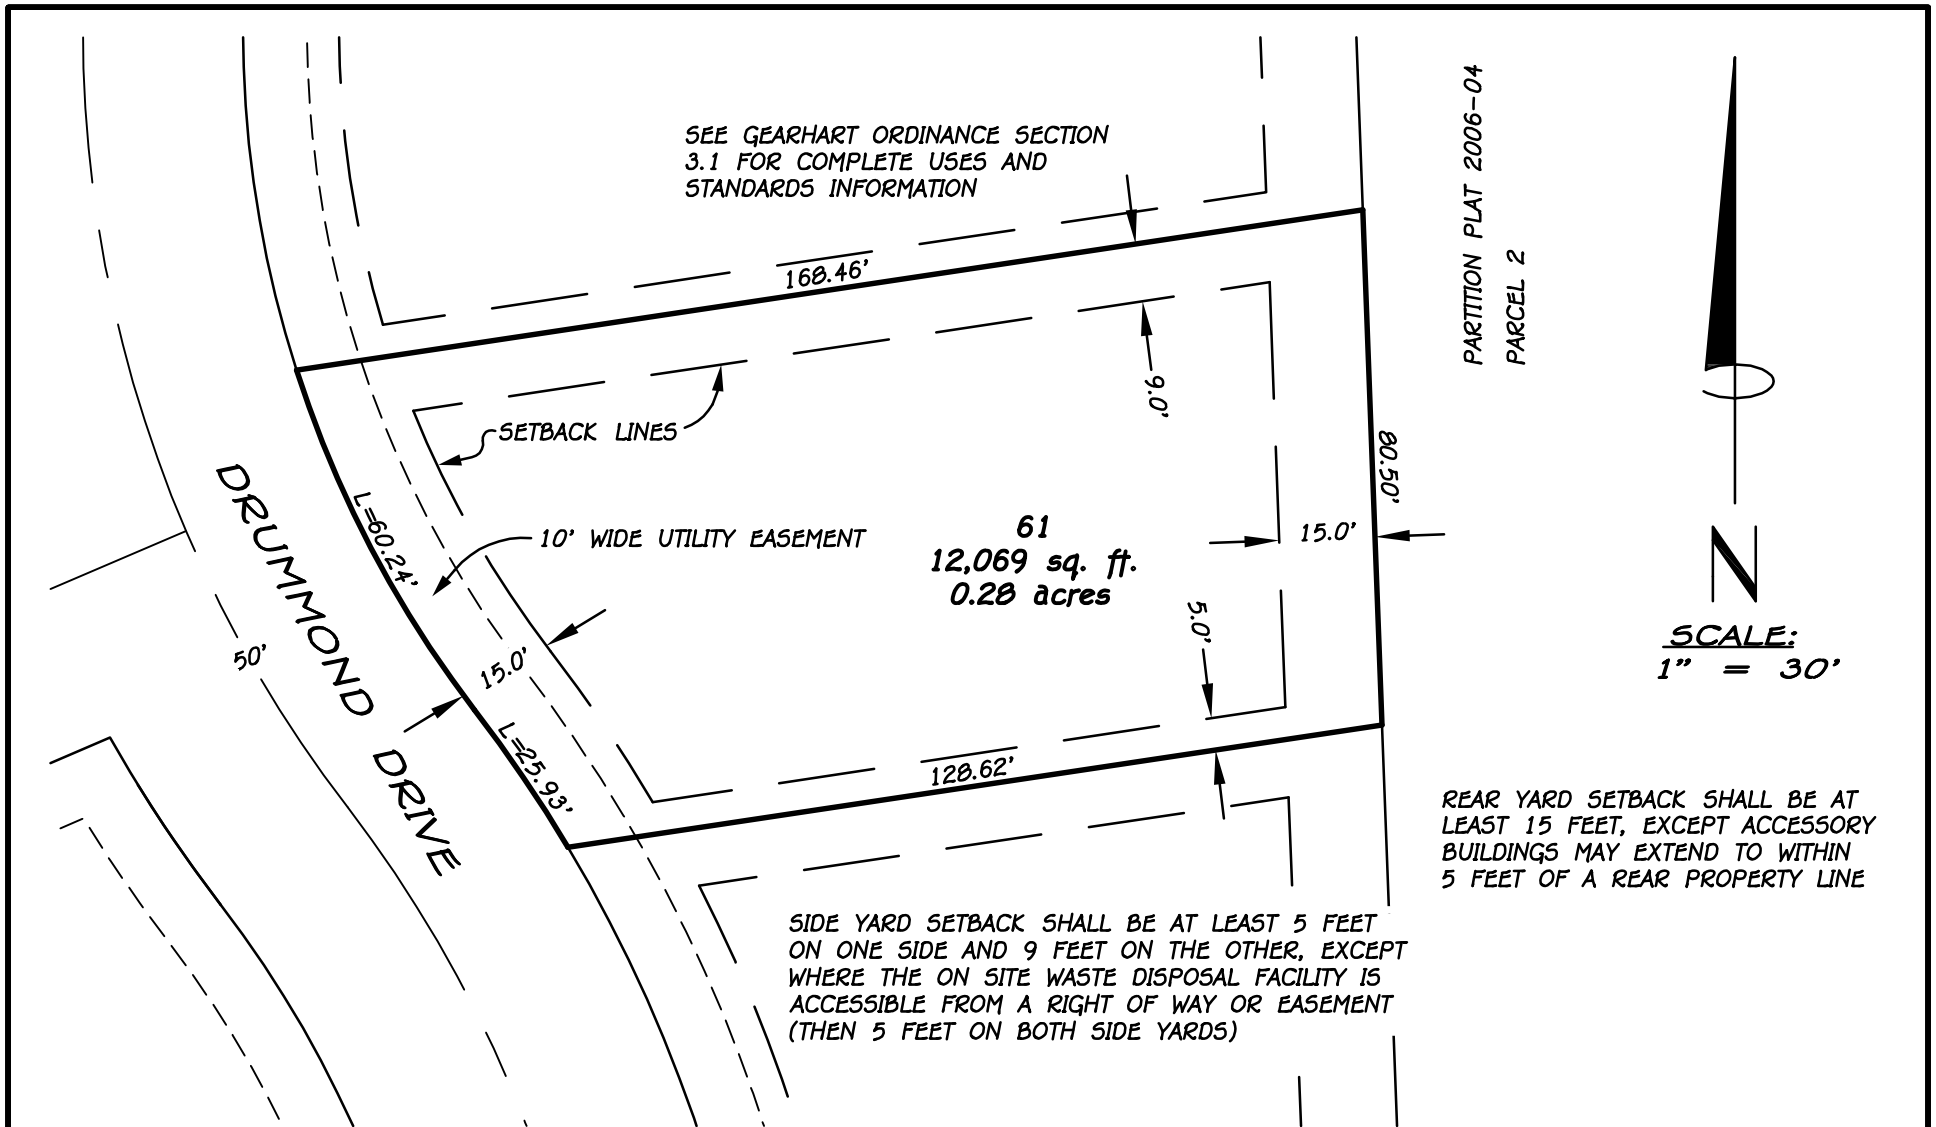 SEE GEARHART ORDINANCE SECTION
3.1 FOR COMPLETE USES AND
STANDARDS INFORMATION
PARTITION PLAT 2006-04
PARCEL 2
168.46'
9.0'
SETBACK LINES
80.50'
L=60.24'
10' WIDE UTILITY EASEMENT
61
12,069 sq. ft.
0.28 acres
15.0'
5.0'
N
SCALE:
1" = 30'
DRUMMOND DRIVE
50'
15.0'
L=25.93'
128.62'
REAR YARD SETBACK SHALL BE AT
LEAST 15 FEET, EXCEPT ACCESSORY
BUILDINGS MAY EXTEND TO WITHIN
5 FEET OF A REAR PROPERTY LINE
SIDE YARD SETBACK SHALL BE AT LEAST 5 FEET
ON ONE SIDE AND 9 FEET ON THE OTHER, EXCEPT
WHERE THE ON SITE WASTE DISPOSAL FACILITY IS
ACCESSIBLE FROM A RIGHT OF WAY OR EASEMENT
(THEN 5 FEET ON BOTH SIDE YARDS)